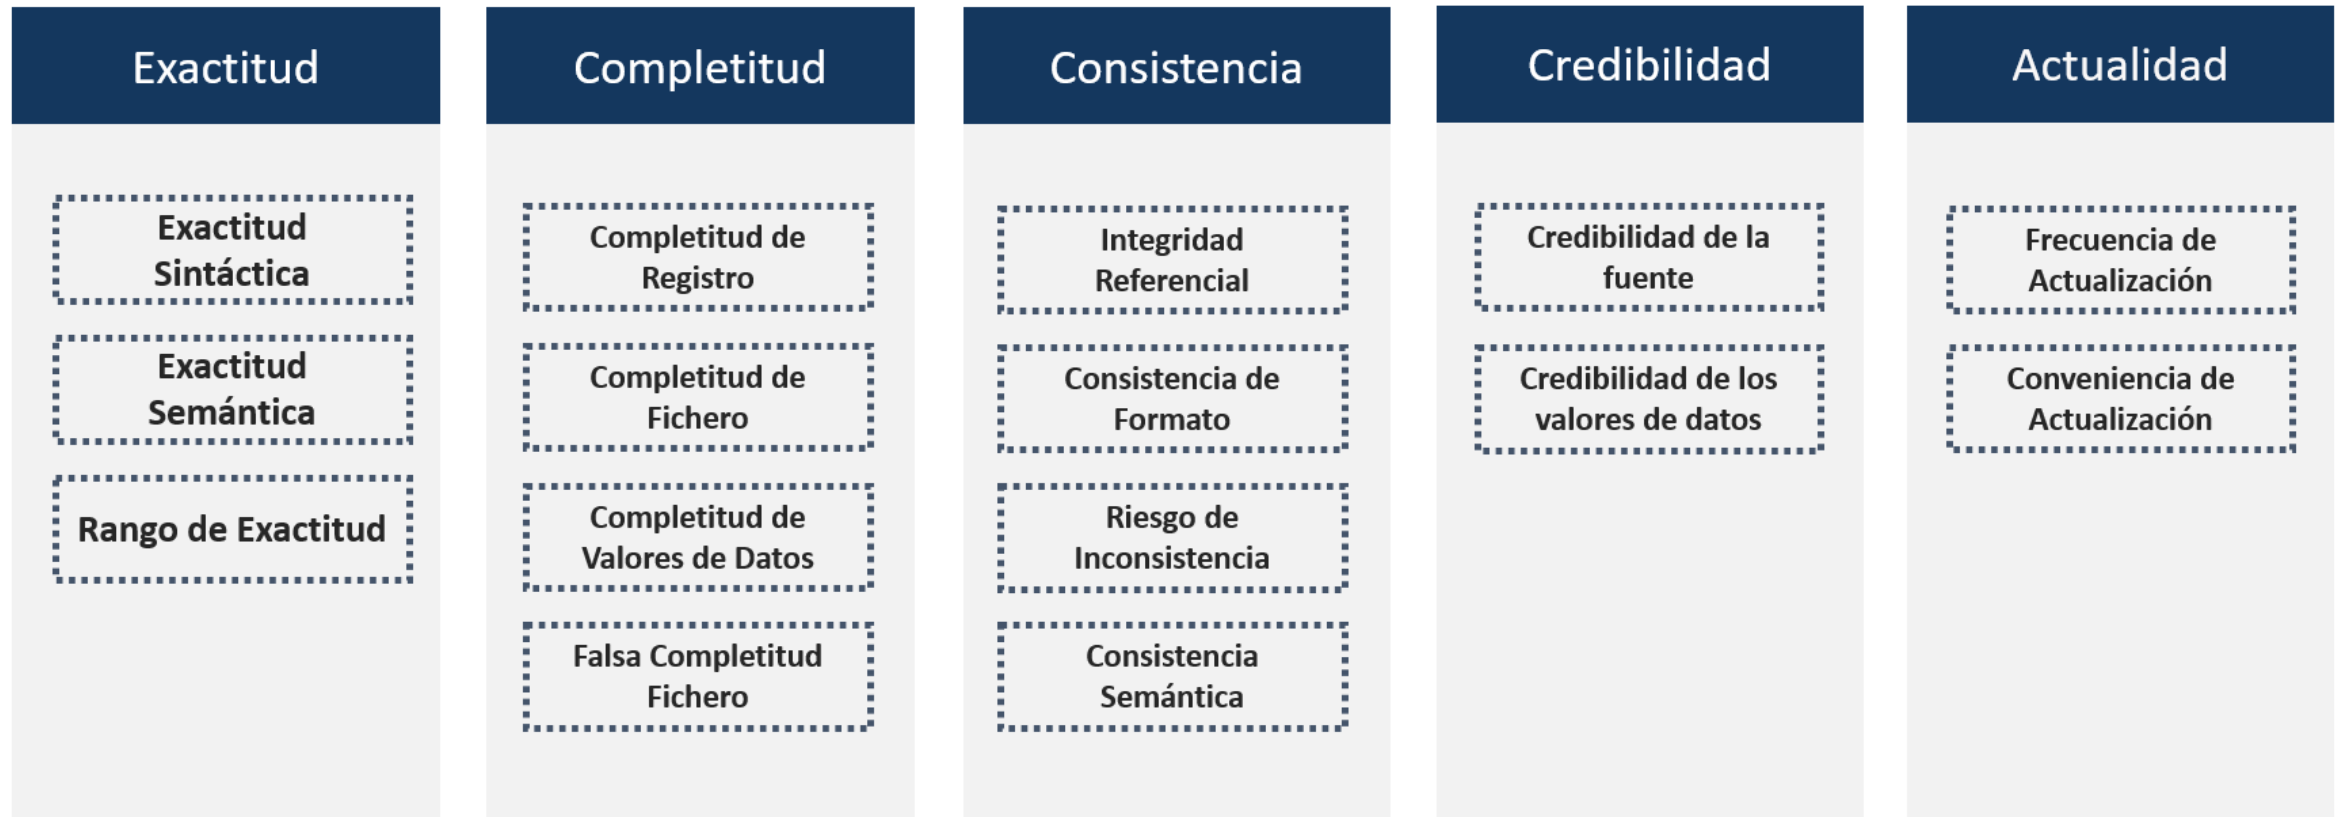 Exactitud
Exactitud
Sintáctica
Exactitud
Semántica
Rango de Exactitud
Completitud
Completitud de
Registro
Completitud de
Fichero
Completitud de
Valores de Datos
Falsa Completitud
Fichero
Consistencia
Integridad
Referencial
Consistencia de
Formato
Riesgo de
Inconsistencia
Consistencia
Semántica
Credibilidad
Credibilidad de la
fuente
Credibilidad de los
valores de datos
Actualidad
Frecuencia de
Actualización
Conveniencia de
Actualización